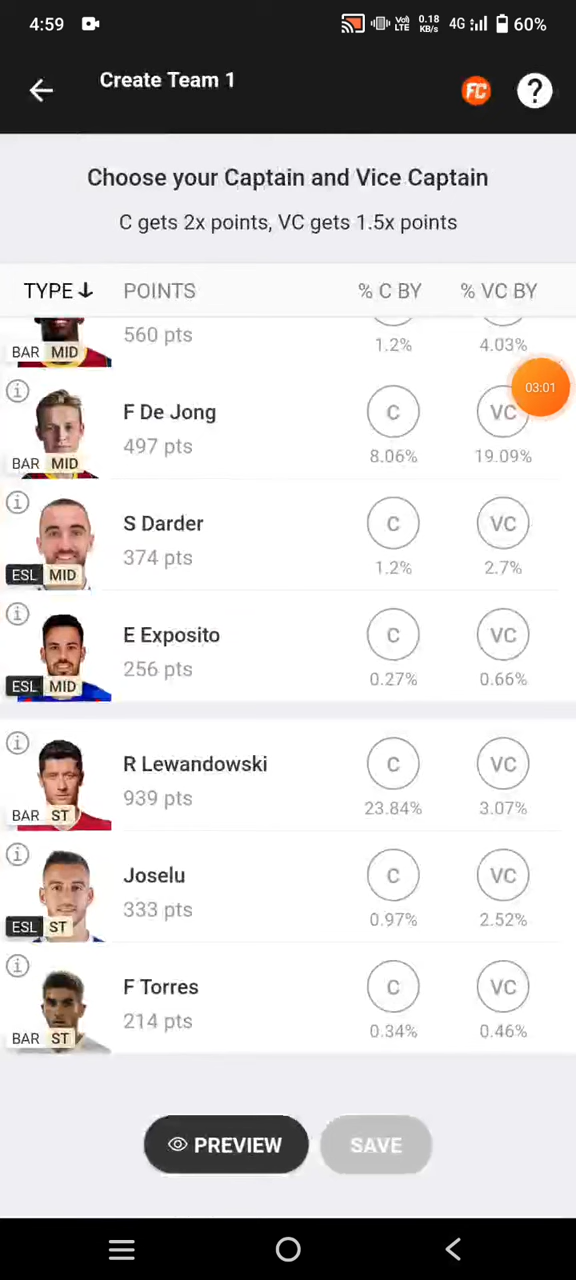 4:59 Vo) LTE 0.18 KB/s 4G 60%
Create Team 1 FC ?
Choose your Captain and Vice Captain
C gets 2x points, VC gets 1.5x points
TYPE POINTS % C BY % VC BY
BAR MID 560 pts 1.2% 4.03%
03:01
i F De Jong C VC
497 pts 8.06% 19.09%
BAR MID
i S Darder C VC
374 pts 1.2% 2.7%
ESL MID
i E Exposito C VC
256 pts 0.27% 0.66%
ESL MID
i R Lewandowski C VC
939 pts 23.84% 3.07%
BAR ST
i Joselu C VC
333 pts 0.97% 2.52%
ESL ST
i F Torres C VC
214 pts 0.34% 0.46%
BAR ST
PREVIEW SAVE